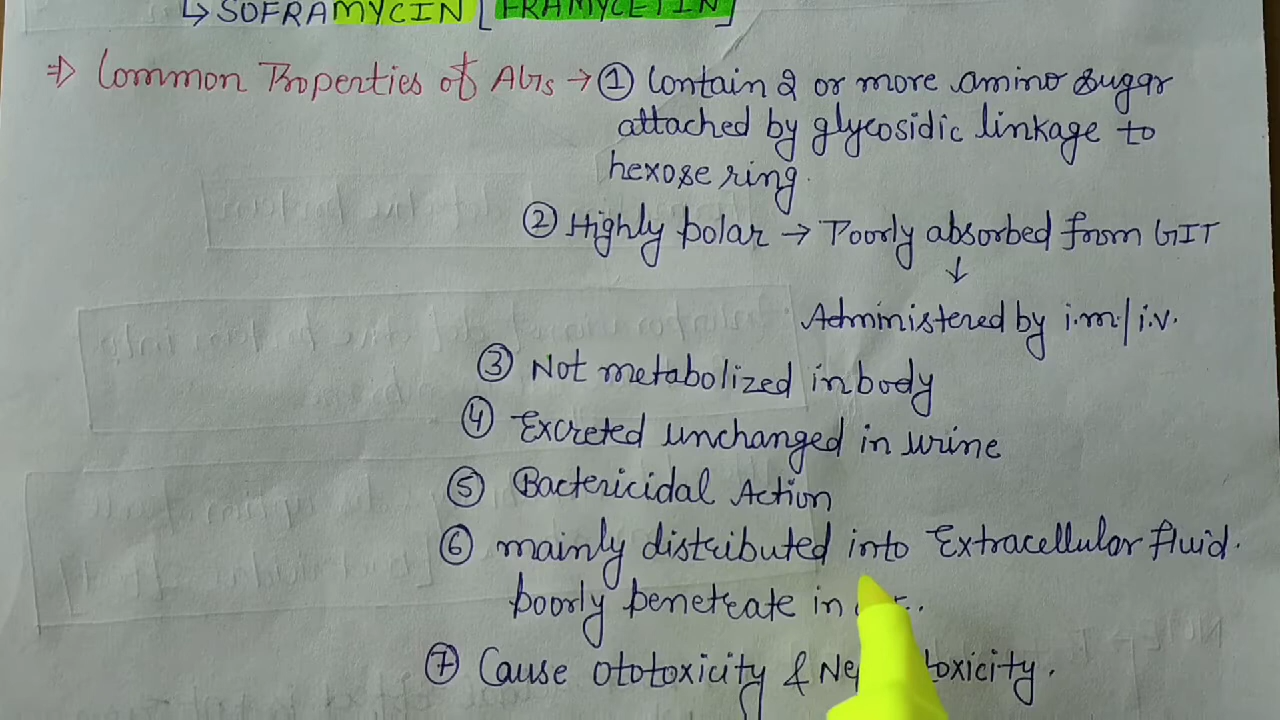 ↳ SOFRAMYCIN [FRAMYCETIN]
⇒ Common Properties of AGs → ① Contain 2 or more amino sugar
attached by glycosidic linkage to
hexose ring.
② Highly polar → Poorly absorbed from GIT
↓
Administered by i.m./i.v.
③ Not metabolized in body
④ Excreted unchanged in urine
⑤ Bactericidal Action
⑥ mainly distributed into Extracellular fluid.
poorly penetrate in
⑦ Cause ototoxicity &